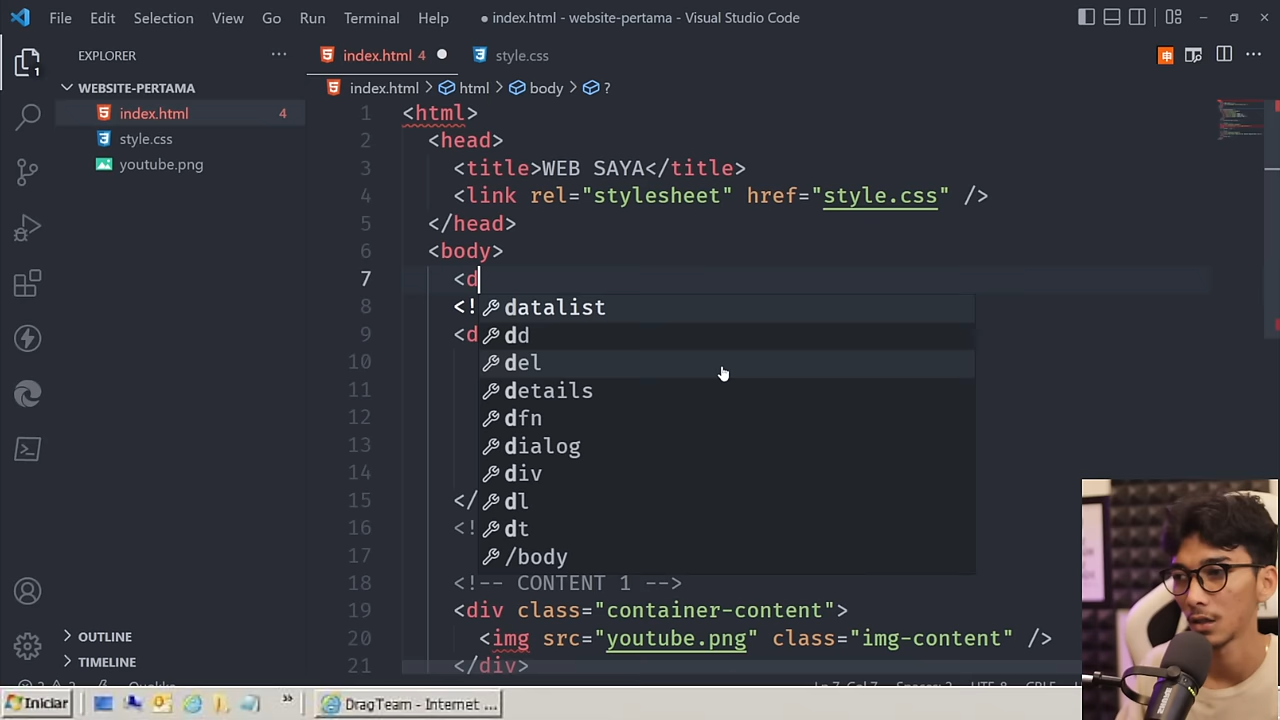 File Edit Selection View Go Run Terminal Help ● index.html - website-pertama - Visual Studio Code
EXPLORER ···
index.html 4 ● style.css
WEBSITE-PERTAMA
index.html > html > body > ?
index.html 4
style.css
youtube.png
1 <html>
2 <head>
3 <title>WEB SAYA</title>
4 <link rel="stylesheet" href="style.css" />
5 </head>
6 <body>
7 <d
8 <! datalist
9 <d dd
10 del
11 details
12 dfn
13 dialog
14 div
15 </ dl
16 <! dt
17 /body
18 <!-- CONTENT 1 -->
19 <div class="container-content">
20 <img src="youtube.png" class="img-content" />
21 </div>
OUTLINE
TIMELINE
Iniciar » DragTeam - Internet ...